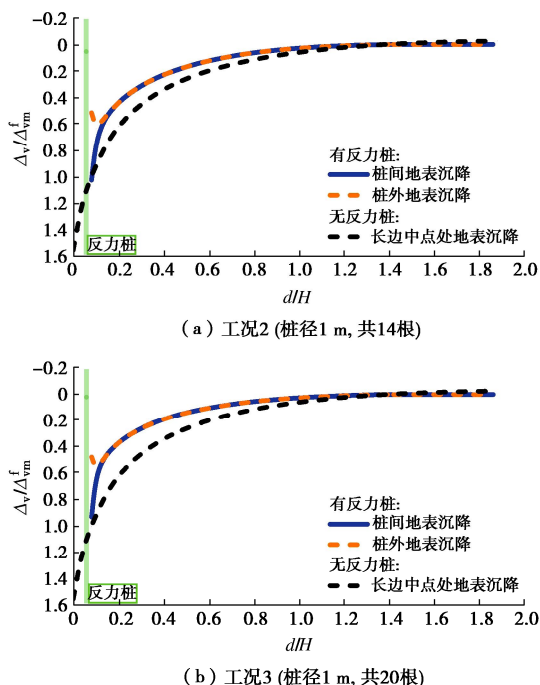 -0.2
0
0.2
0.4
0.6
0.8
1.0
1.2
1.4
1.6
Δv/Δfvm
有反力桩:
桩间地表沉降
桩外地表沉降
无反力桩:
长边中点处地表沉降
反力桩
0 0.2 0.4 0.6 0.8 1.0 1.2 1.4 1.6 1.8 2.0
d/H
(a) 工况2 (桩径1 m, 共14根)
-0.2
0
0.2
0.4
0.6
0.8
1.0
1.2
1.4
1.6
Δv/Δfvm
有反力桩:
桩间地表沉降
桩外地表沉降
无反力桩:
长边中点处地表沉降
反力桩
0 0.2 0.4 0.6 0.8 1.0 1.2 1.4 1.6 1.8 2.0
d/H
(b) 工况3 (桩径1 m, 共20根)